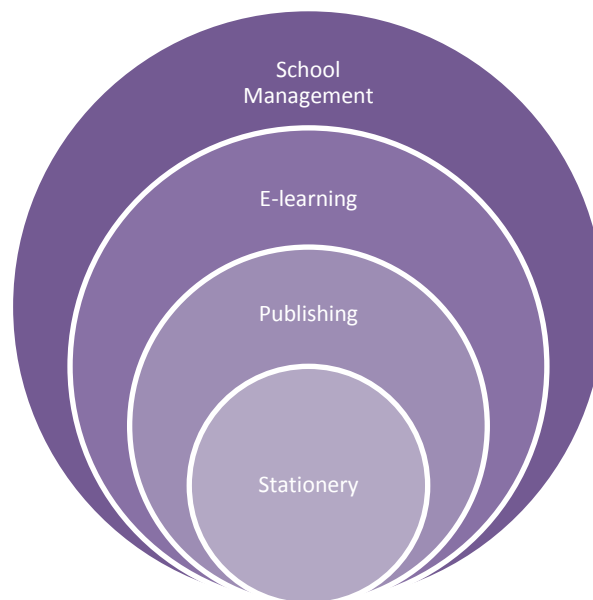 School
Management
E-learning
Publishing
Stationery